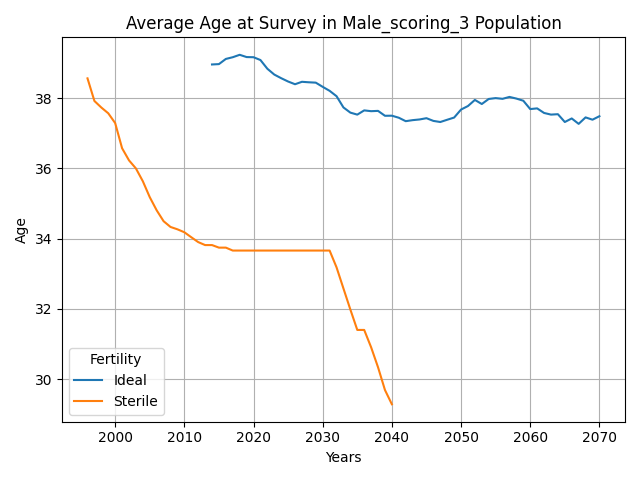 Average Age at Survey in Male_scoring_3 Population
Age
38
36
34
32
30
Fertility
Ideal
Sterile
2000 2010 2020 2030 2040 2050 2060 2070
Years